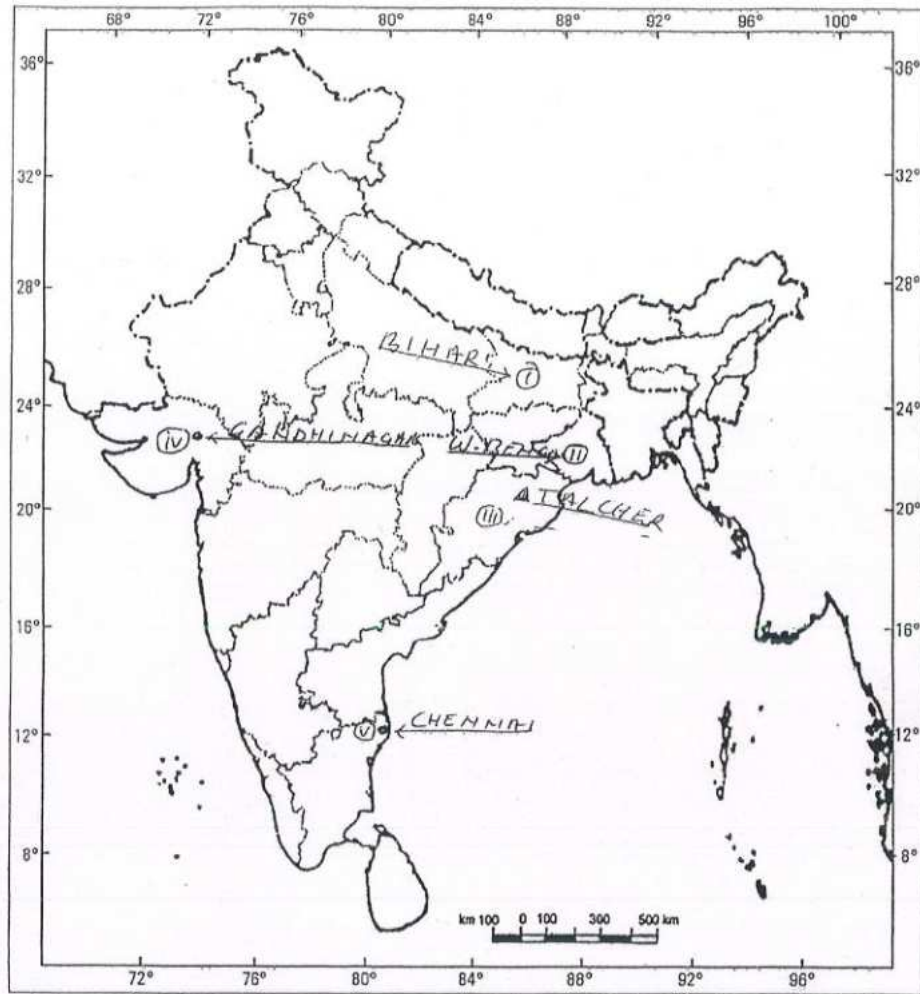 68° 72° 76° 80° 84° 88° 92° 96° 100°
36° 36°
32° 32°
28° 28°
BIHAR
i
24° 24°
iv GANDHINAGAR W-BENGAL ii
20° iii TALCHER 20°
16° 16°
12° v CHENNAI 12°
8° 8°
km 100 0 100 300 500 km
72° 76° 80° 84° 88° 92° 96°